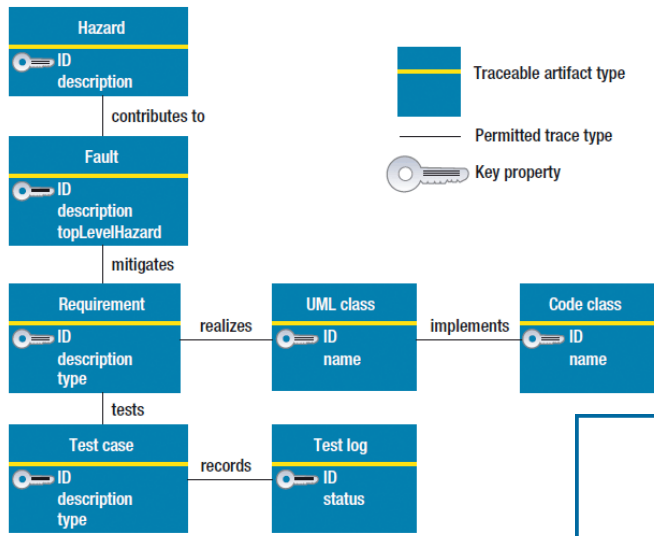 Hazard
ID
description
contributes to
Fault
ID
description
topLevelHazard
mitigates
Requirement
ID
description
type
realizes
UML class
ID
name
implements
Code class
ID
name
tests
Test case
ID
description
type
records
Test log
ID
status
Traceable artifact type
Permitted trace type
Key property